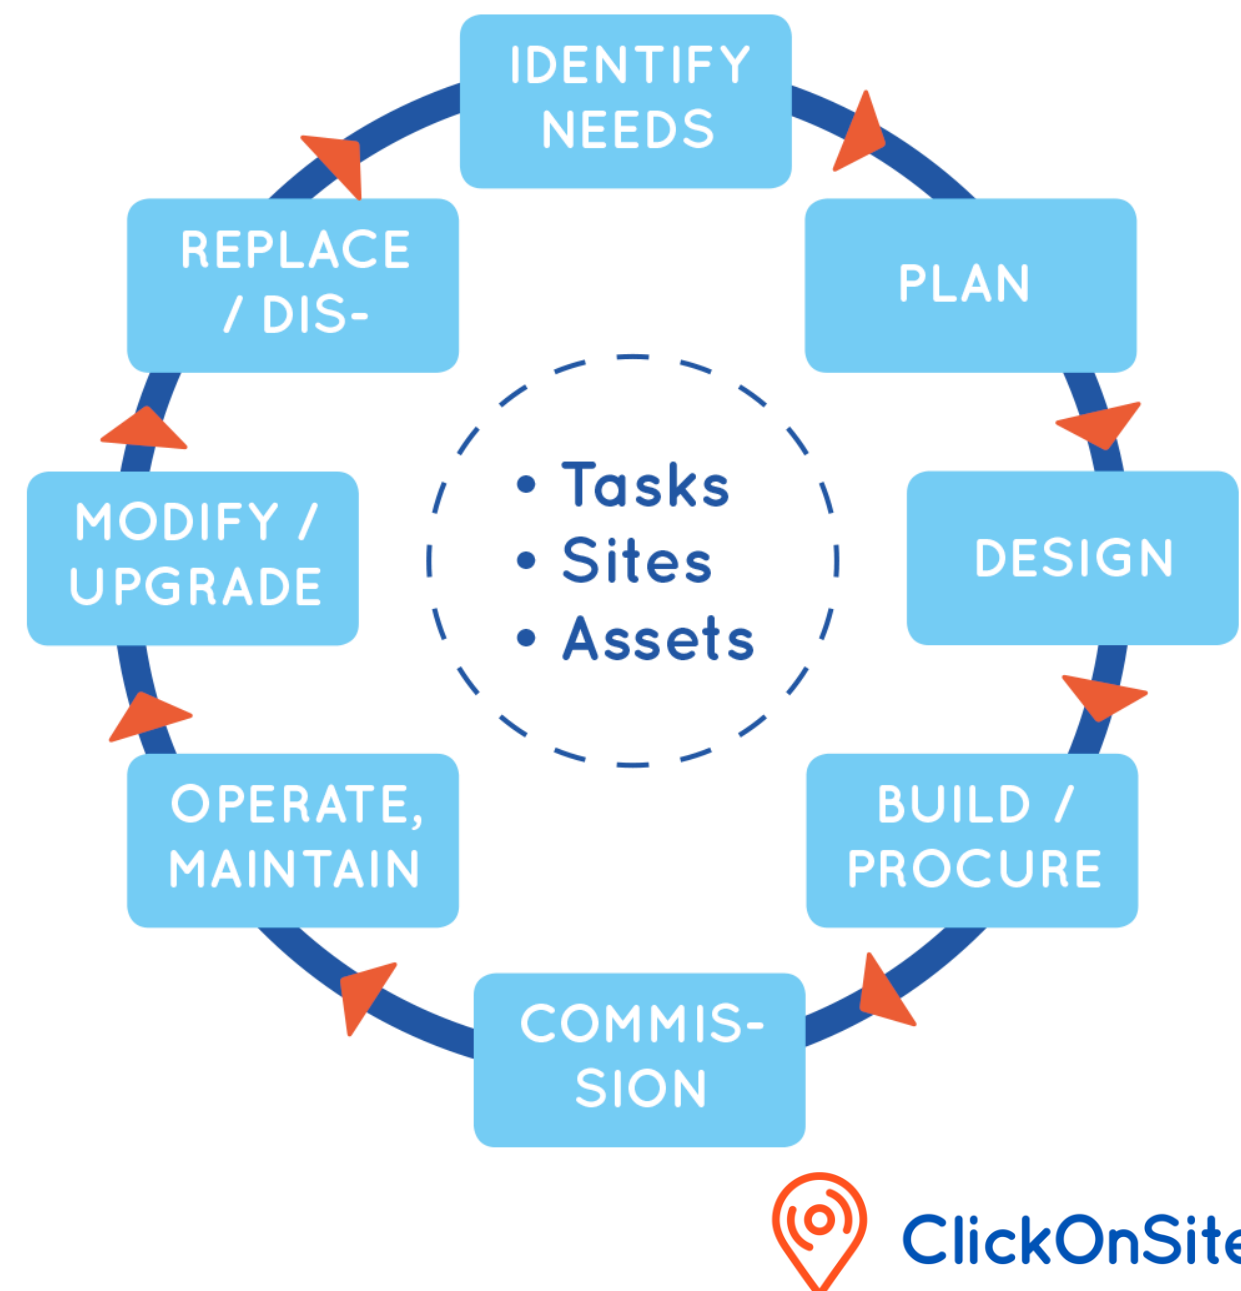 IDENTIFY
NEEDS
PLAN
DESIGN
BUILD /
PROCURE
COMMIS-
SION
OPERATE,
MAINTAIN
MODIFY /
UPGRADE
REPLACE
/ DIS-
• Tasks
• Sites
• Assets
ClickOnSite